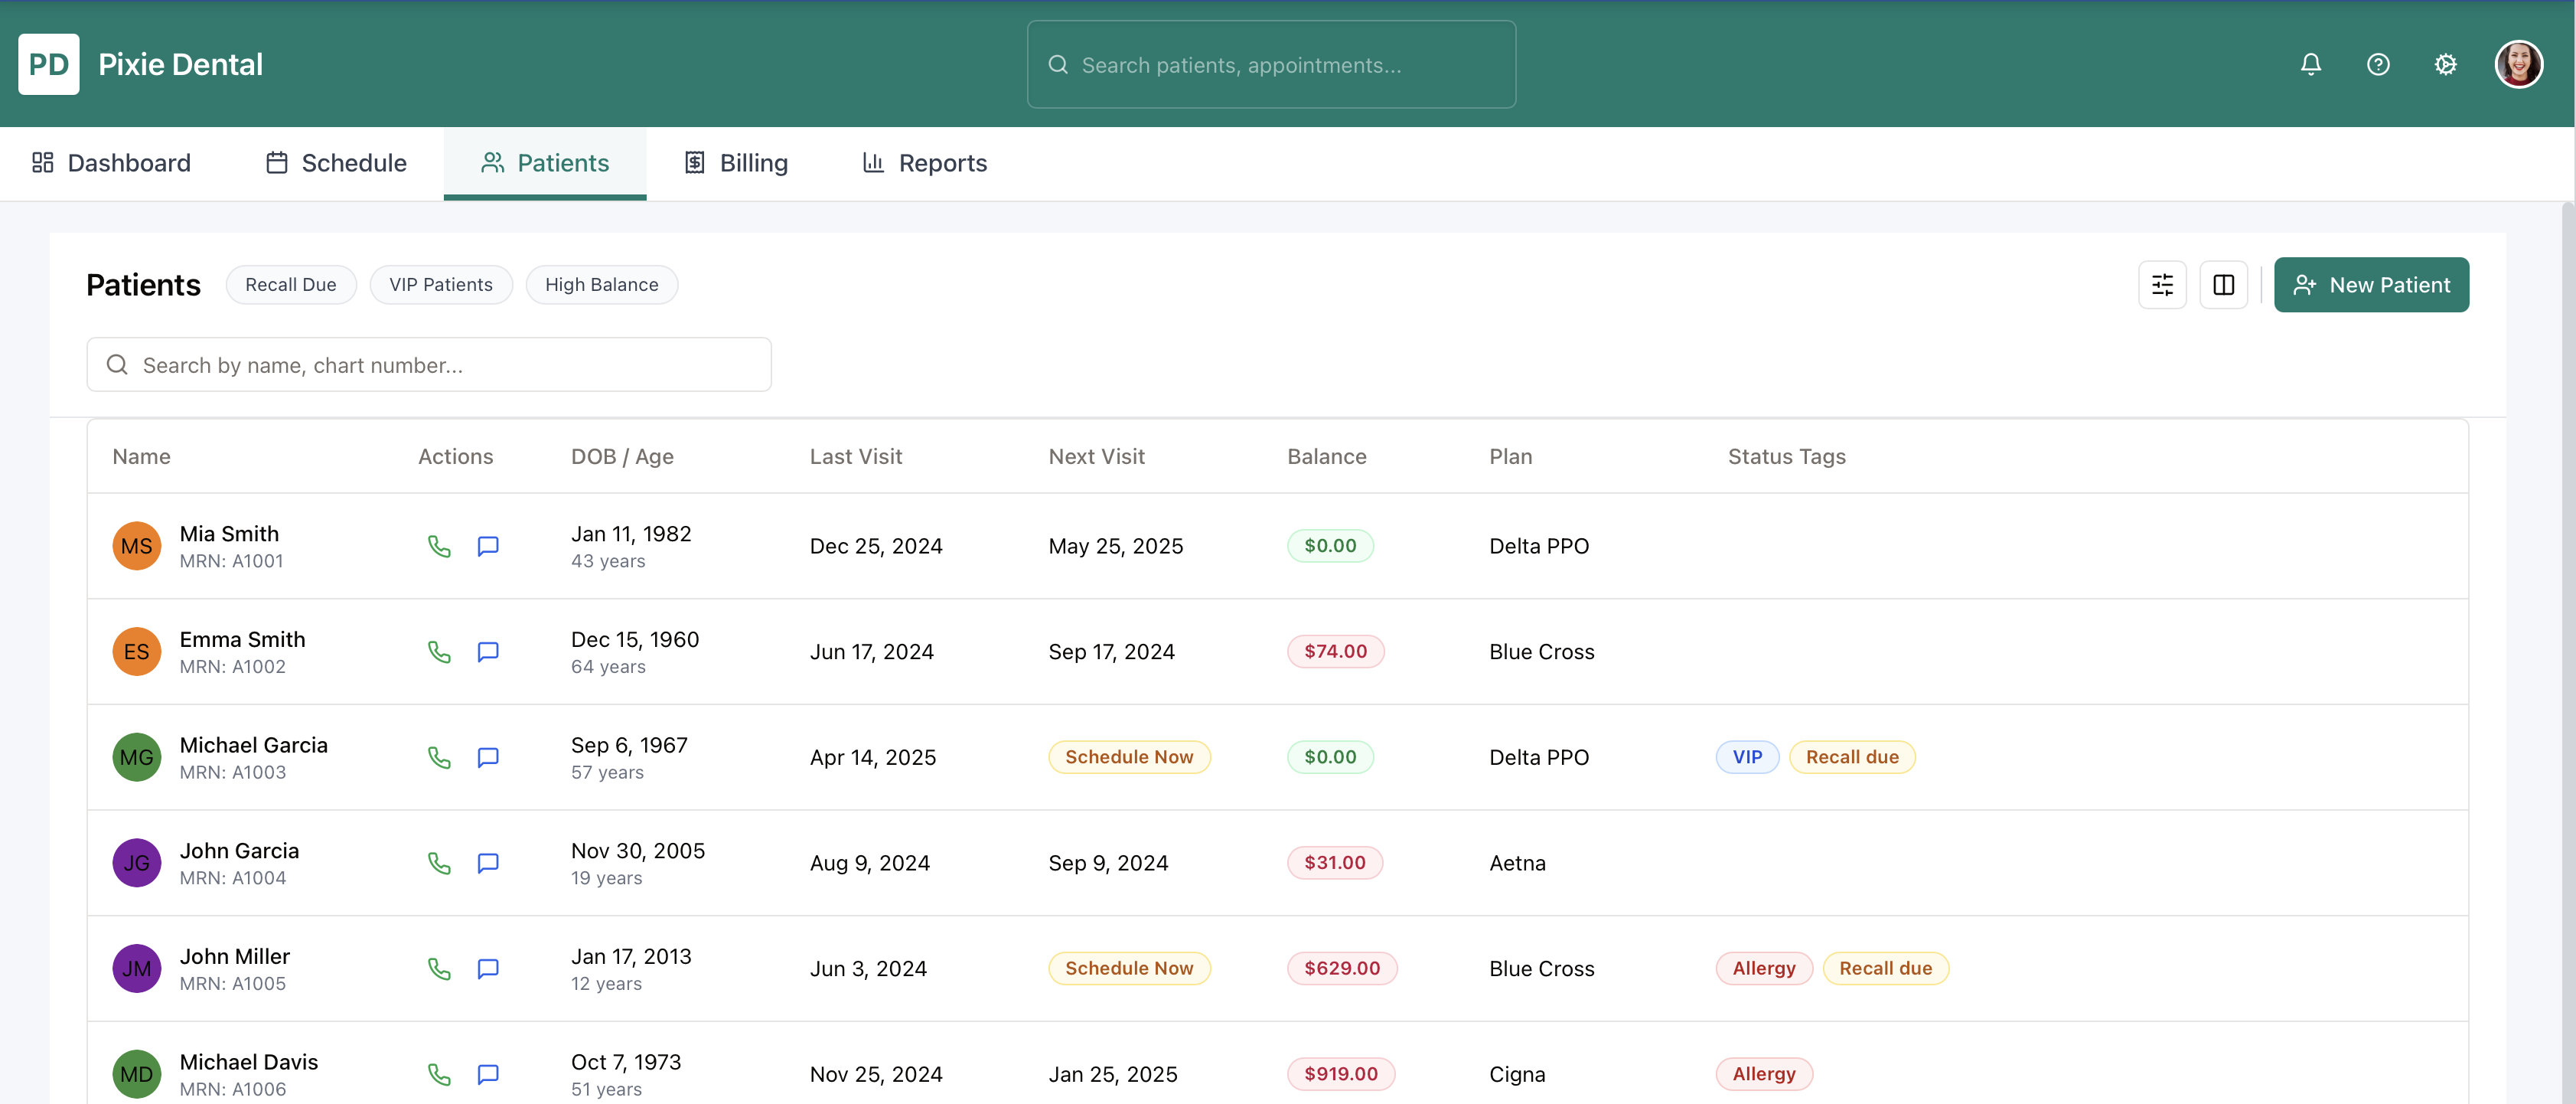 PD Pixie Dental
Search patients, appointments...
Dashboard Schedule Patients Billing Reports
Patients Recall Due VIP Patients High Balance New Patient
Search by name, chart number...
Name Actions DOB / Age Last Visit Next Visit Balance Plan Status Tags
MS Mia Smith Jan 11, 1982 Dec 25, 2024 May 25, 2025 $0.00 Delta PPO
MRN: A1001 43 years
ES Emma Smith Dec 15, 1960 Jun 17, 2024 Sep 17, 2024 $74.00 Blue Cross
MRN: A1002 64 years
MG Michael Garcia Sep 6, 1967 Apr 14, 2025 Schedule Now $0.00 Delta PPO VIP Recall due
MRN: A1003 57 years
JG John Garcia Nov 30, 2005 Aug 9, 2024 Sep 9, 2024 $31.00 Aetna
MRN: A1004 19 years
JM John Miller Jan 17, 2013 Jun 3, 2024 Schedule Now $629.00 Blue Cross Allergy Recall due
MRN: A1005 12 years
MD Michael Davis Oct 7, 1973 Nov 25, 2024 Jan 25, 2025 $919.00 Cigna Allergy
MRN: A1006 51 years